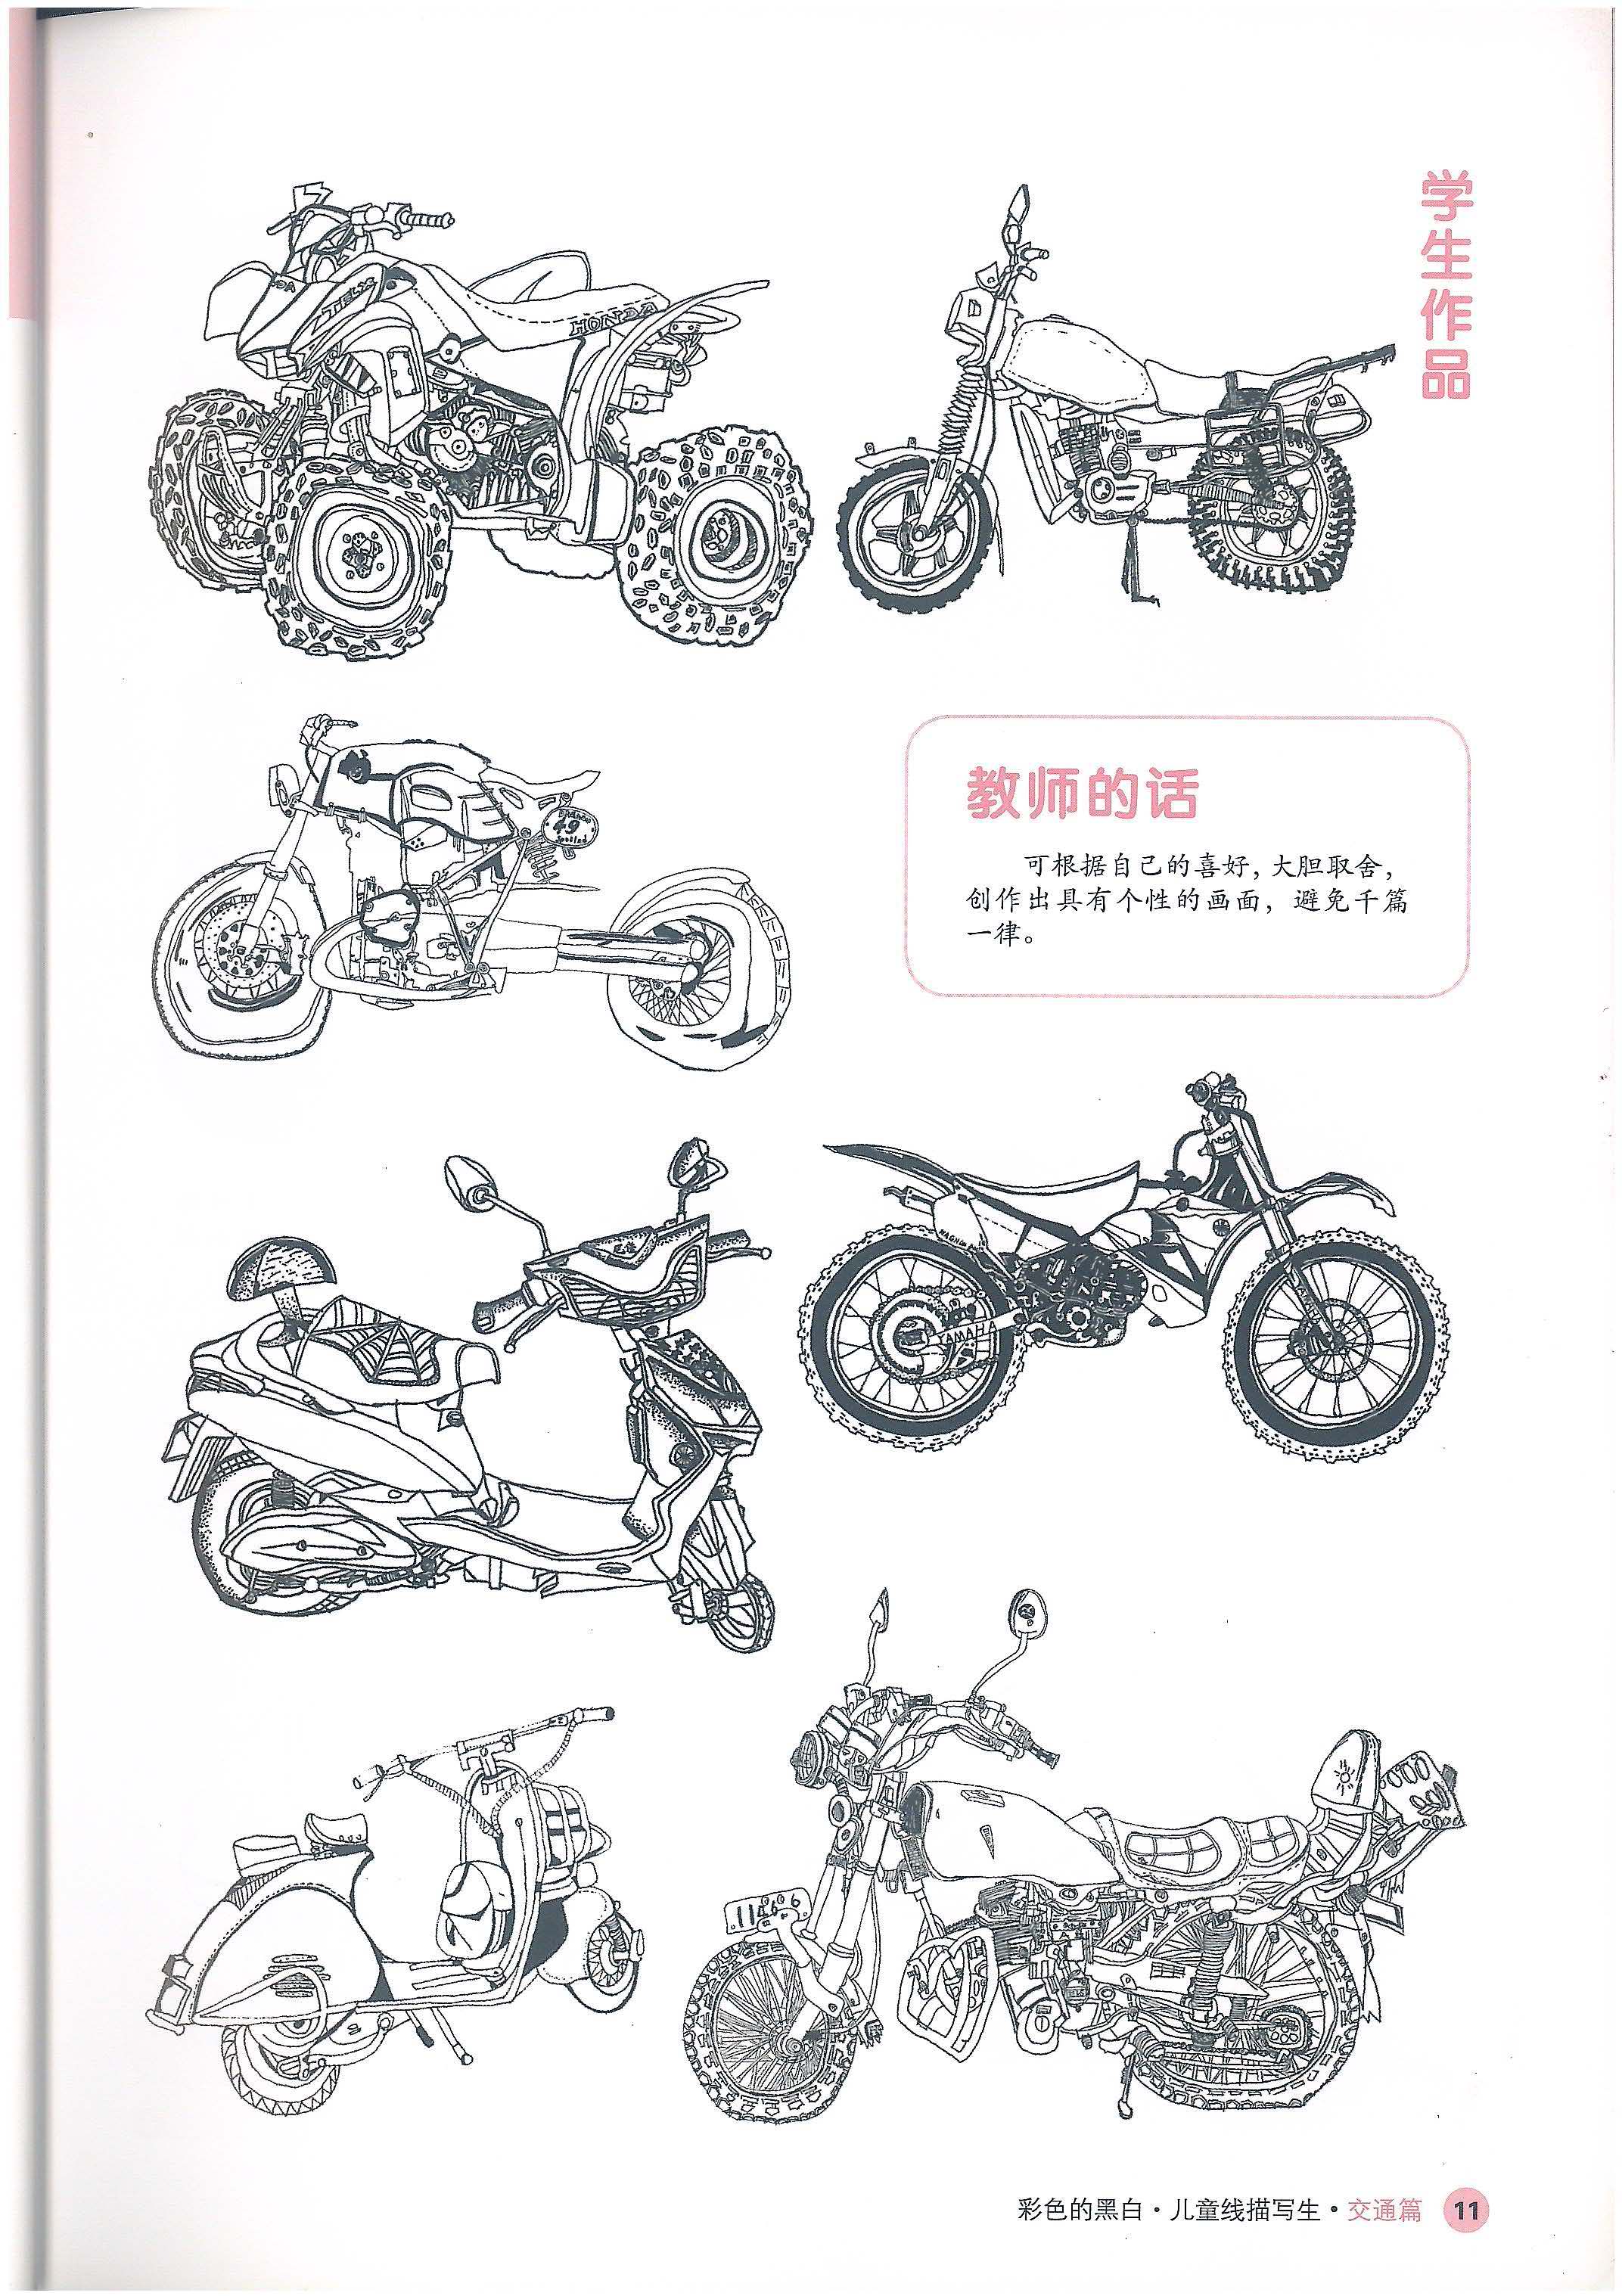 学生作品
HONDA
49
教师的话
可根据自己的喜好，大胆取舍，
创作出具有个性的画面，避免千篇
一律。
YAMAHA
彩色的黑白·儿童线描写生·交通篇 11